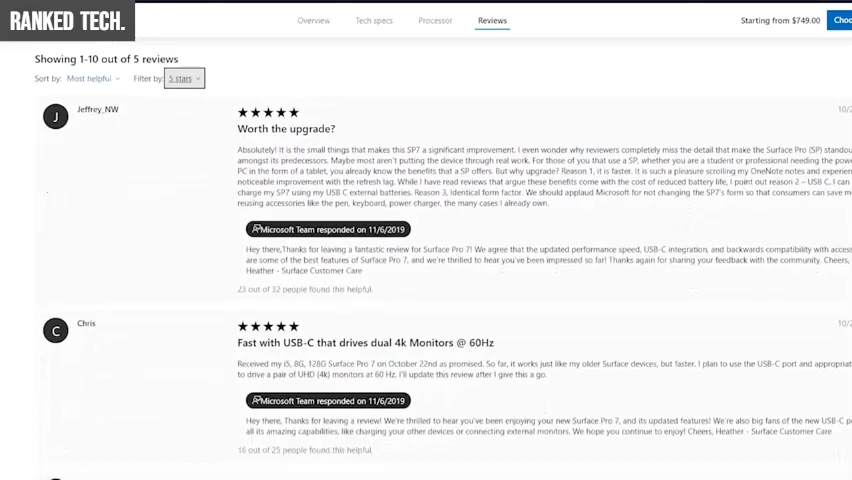 RANKED TECH.
Overview Tech specs Processor Reviews Starting from $749.00
Showing 1-10 out of 5 reviews
Sort by: Most helpful Filter by: 5 stars
J Jeffrey_NW 10/2
Worth the upgrade?
Absolutely! It is the small things that makes this SP7 a significant improvement. I even wonder why reviewers completely miss the detail that make the Surface Pro (SP) standou
amongst its predecessors. Maybe most aren't putting the device through real work. For those of you that use a SP, whether you are a student or professional needing the powe
PC in the form of a tablet, you already know the benefits that a SP offers. But why upgrade? Reason 1, it is faster. It is such a pleasure scrolling my OneNote notes and experien
noticeable improvement with the refresh lag. While I have read reviews that argue these benefits come with the cost of reduced battery life, I point out reason 2 – USB C. I can
charge my SP7 using my USB C external batteries. Reason 3, Identical form factor. We should applaud Microsoft for not changing the SP7's form so that consumers can save mo
reusing accessories like the pen, keyboard, power charger, the many cases I already own.
Microsoft Team responded on 11/6/2019
Hey there,Thanks for leaving a fantastic review for Surface Pro 7! We agree that the updated performance speed, USB-C integration, and backwards compatibility with access
are some of the best features of Surface Pro 7, and we're thrilled to hear you've been impressed so far! Thanks again for sharing your feedback with the community. Cheers,
Heather - Surface Customer Care
23 out of 32 people found this helpful.
C Chris 10/2
Fast with USB-C that drives dual 4k Monitors @ 60Hz
Received my i5, 8G, 128G Surface Pro 7 on October 22nd as promised. So far, it works just like my older Surface devices, but faster. I plan to use the USB-C port and appropriat
to drive a pair of UHD (4k) monitors at 60 Hz. I'll update this review after I give this a go.
Microsoft Team responded on 11/6/2019
Hey there, Thanks for leaving a review! We're thrilled to hear you've been enjoying your new Surface Pro 7, and its updated features! We're also big fans of the new USB-C po
all its amazing capabilities, like charging your other devices or connecting external monitors. We hope you continue to enjoy! Cheers, Heather - Surface Customer Care
16 out of 25 people found this helpful.